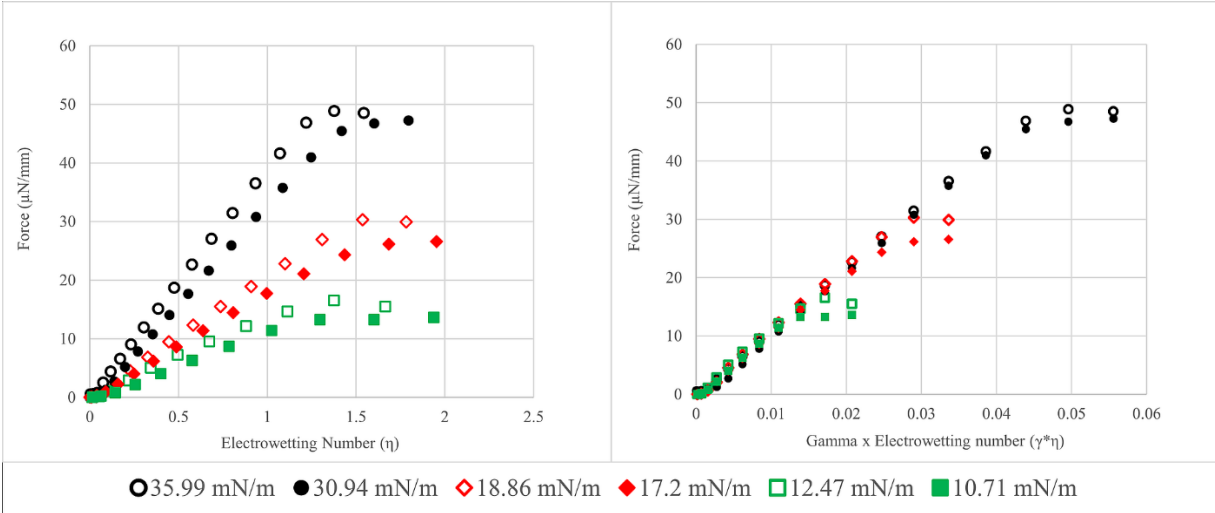 60
50
40
30
20
10
0
Force (µN/mm)
0 0.5 1 1.5 2 2.5
Electrowetting Number (η)
60
50
40
30
20
10
0
Force (µN/mm)
0 0.01 0.02 0.03 0.04 0.05 0.06
Gamma x Electrowetting number (γ*η)
35.99 mN/m 30.94 mN/m 18.86 mN/m 17.2 mN/m 12.47 mN/m 10.71 mN/m